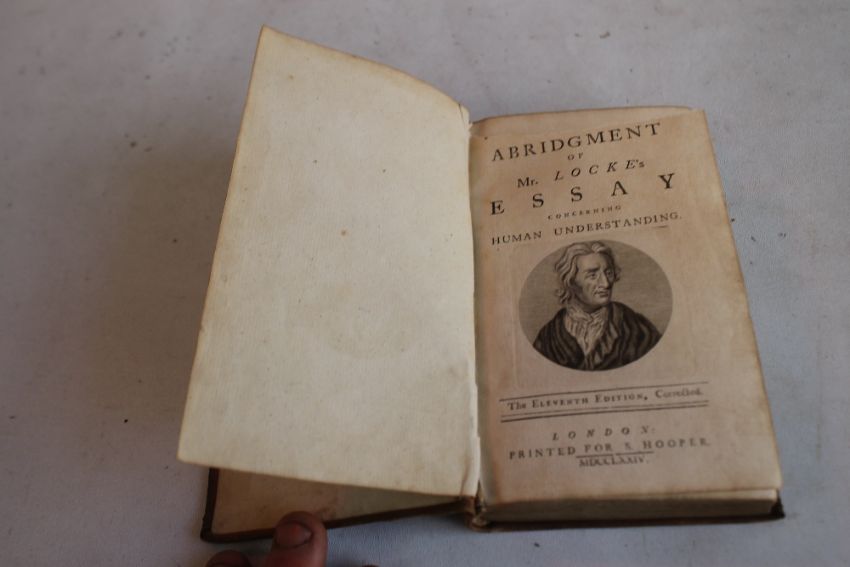 ABRIDGMENT
OF
Mr. LOCKE's
ESSAY
CONCERNING
HUMAN UNDERSTANDING.
The ELEVENTH EDITION, Corrected.
LONDON:
PRINTED FOR S. HOOPER.
MDCCLXXIV.